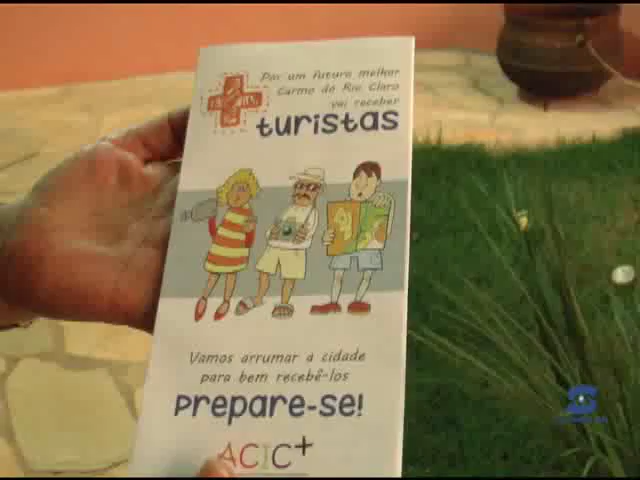 Por um futuro melhor
Carmo do Rio Claro
vai receber
turistas
Vamos arrumar a cidade
para bem recebê-los
Prepare-se!
ACIC+